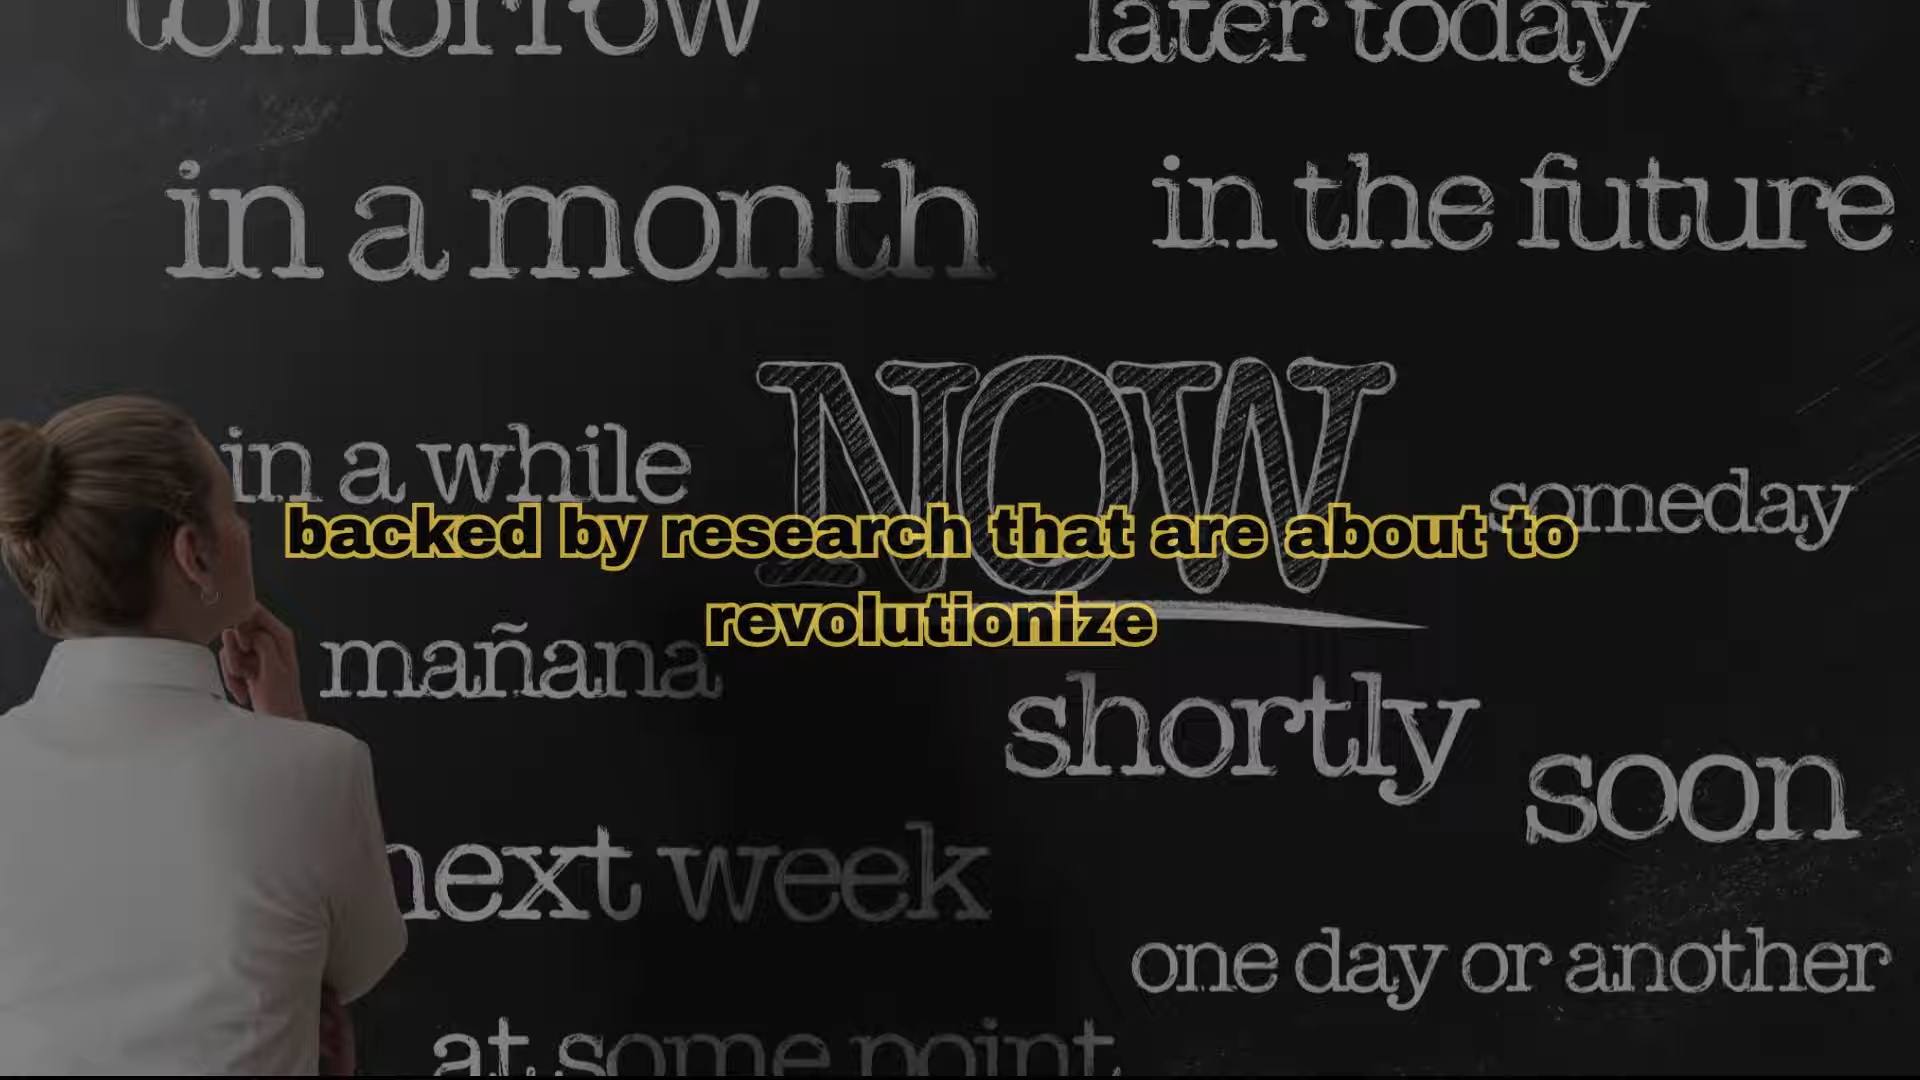 tomorrow
later today
in a month
in the future
in a while
NOW
someday
backed by research that are about to
revolutionize
mañana
shortly
soon
next week
one day or another
at some point